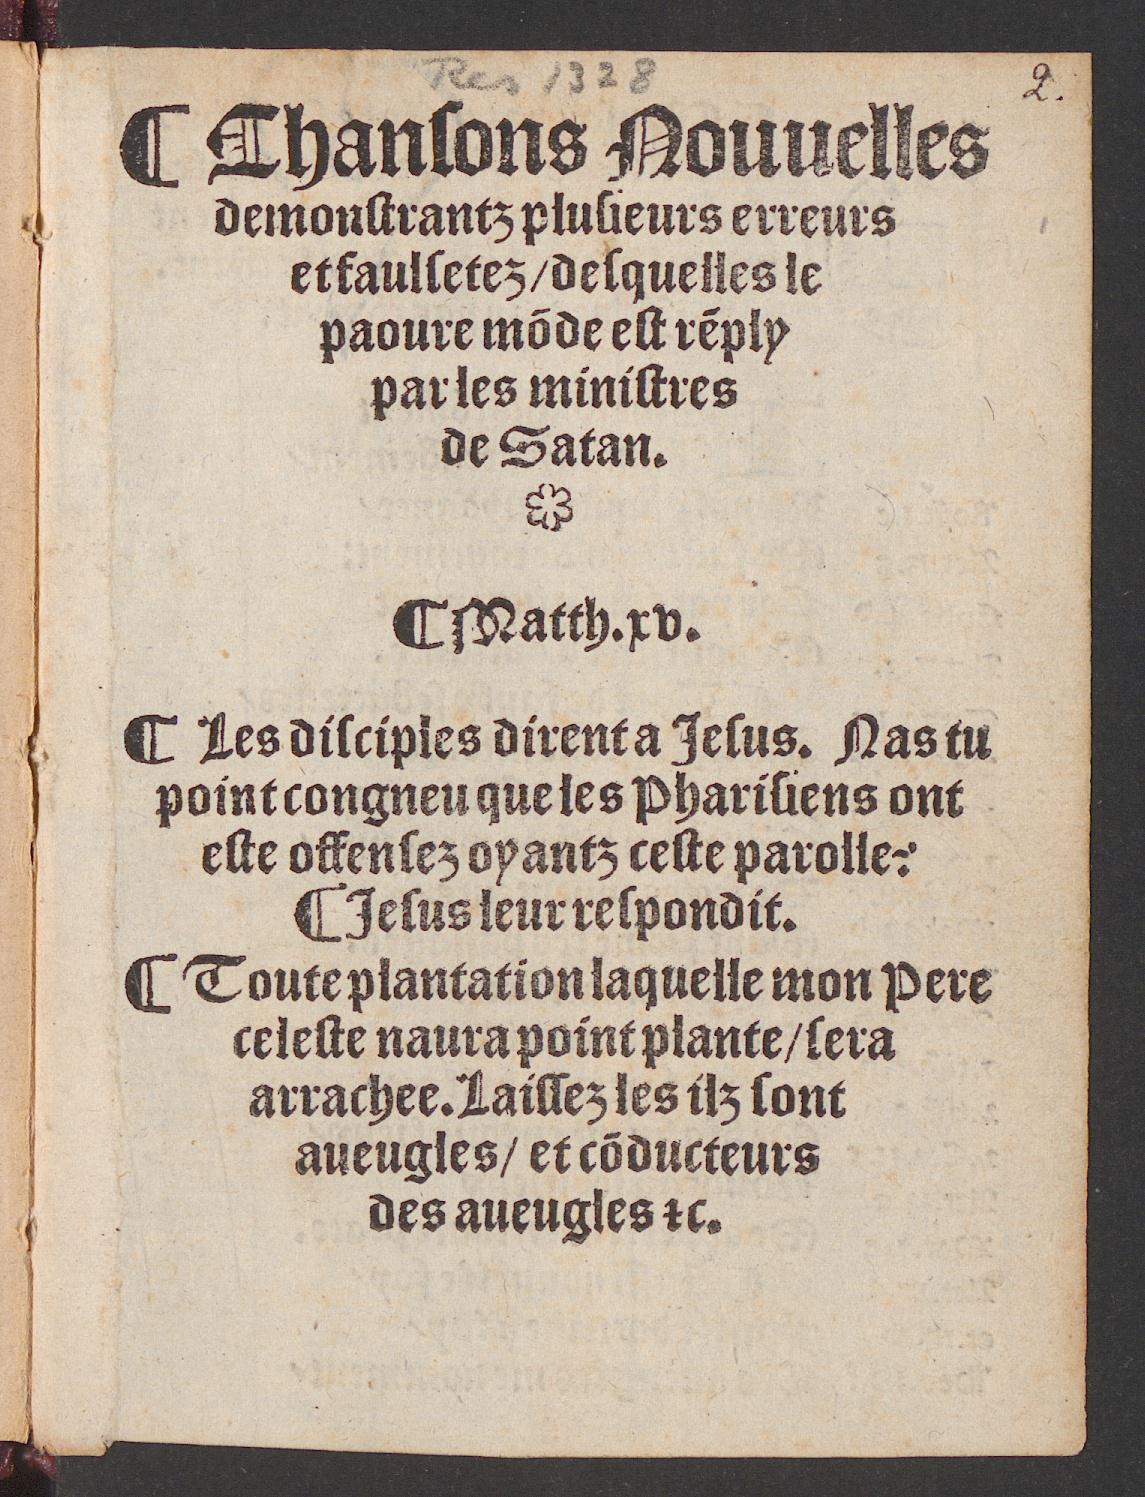 Res 1328
2.
¶ Chanſons Nouuelles
demonſtrantz pluſieurs erreurs
et faulſetez/deſquelles le
paoure mōde eſt rēply
par les miniſtres
de Satan.
¶ Matth.xv.
¶ Les diſciples dirent a Jeſus. Nas tu
point congneu que les Phariſiens ont
eſte offenſez oyantz ceſte parolle?
¶ Jeſus leur reſpondit.
¶ Toute plantation laquelle mon Pere
celeſte naura point plante/ſera
arrachee. Laiſſez les ilz ſont
aueugles/ et cōducteurs
des aueugles ⁊c.